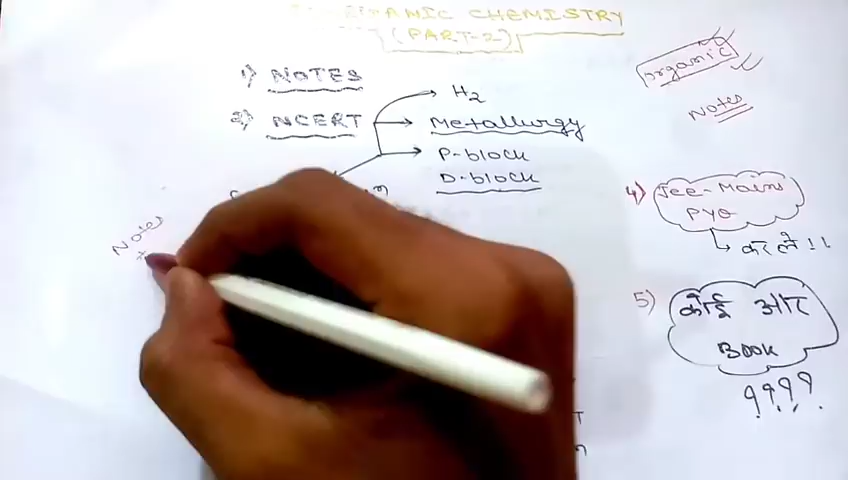 CHEMISTRY
(PART-2)
1) NOTES
2) NCERT
H2
Metallurgy
P-block
D-block
Notes
organic
Notes
4) Jee-Mains
PYQ
कर ले !!
5) कोई और
Book
????